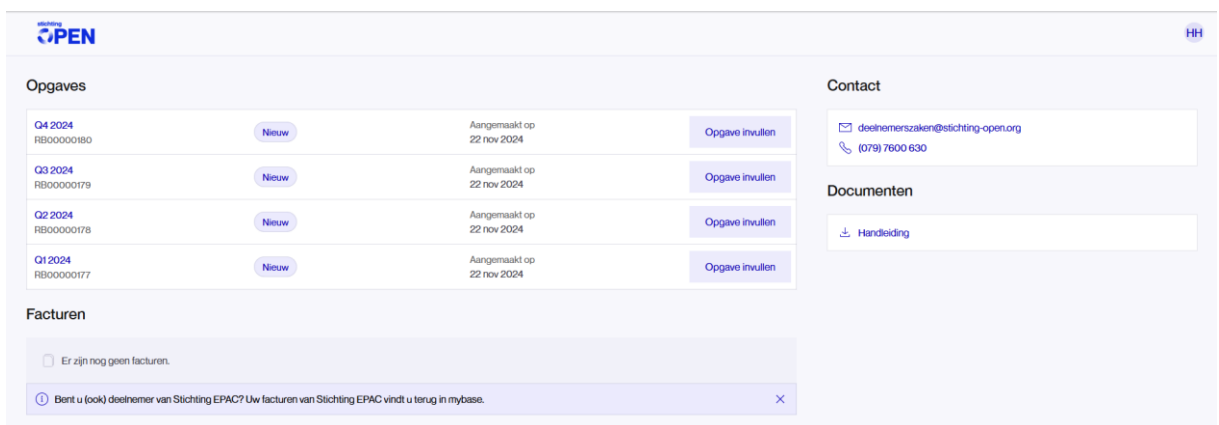 stichting
OPEN
HH
Opgaves
Q4 2024
RB00000180
Nieuw
Aangemaakt op
22 nov 2024
Opgave invullen
Q3 2024
RB00000179
Nieuw
Aangemaakt op
22 nov 2024
Opgave invullen
Q2 2024
RB00000178
Nieuw
Aangemaakt op
22 nov 2024
Opgave invullen
Q1 2024
RB00000177
Nieuw
Aangemaakt op
22 nov 2024
Opgave invullen
Facturen
Er zijn nog geen facturen.
Bent u (ook) deelnemer van Stichting EPAC? Uw facturen van Stichting EPAC vindt u terug in mybase.
Contact
deelnemerszaken@stichting-open.org
(079) 7600 630
Documenten
Handleiding